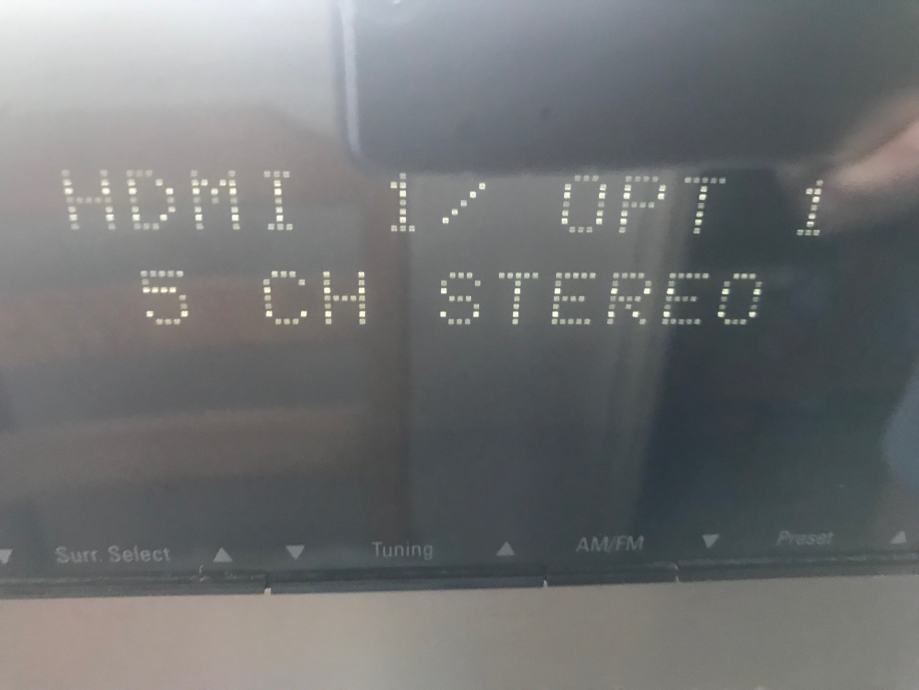 HDMI 1/ OPT 1
5 CH STEREO
▼ Surr. Select ▲ ▼ Tuning ▲ AM/FM ▼ Preset ▲